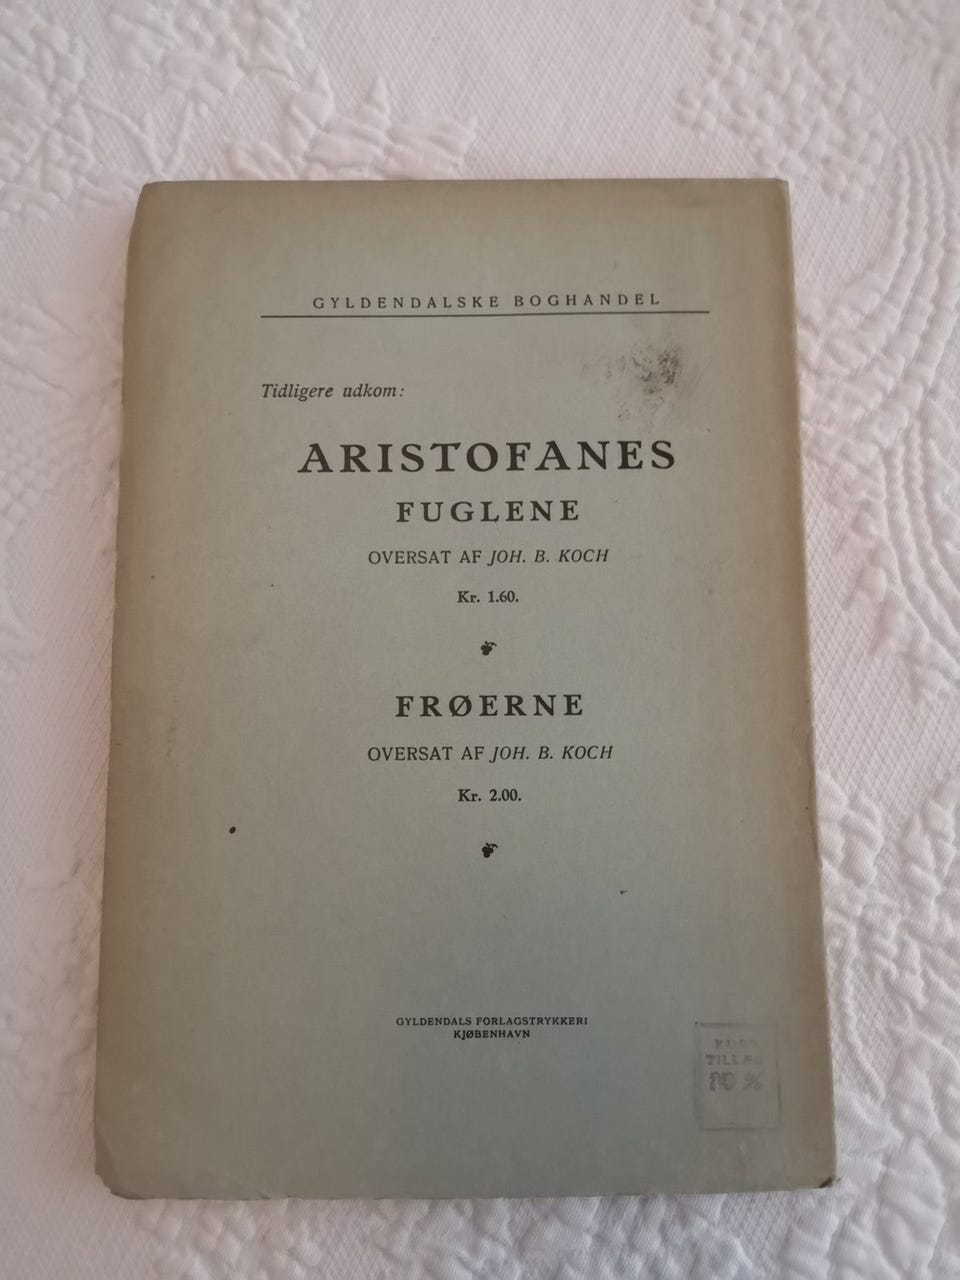 GYLDENDALSKE BOGHANDEL
Tidligere udkom:
ARISTOFANES
FUGLENE
OVERSAT AF JOH. B. KOCH
Kr. 1.60.
FRØERNE
OVERSAT AF JOH. B. KOCH
Kr. 2.00.
GYLDENDALS FORLAGSTRYKKERI
KJØBENHAVN